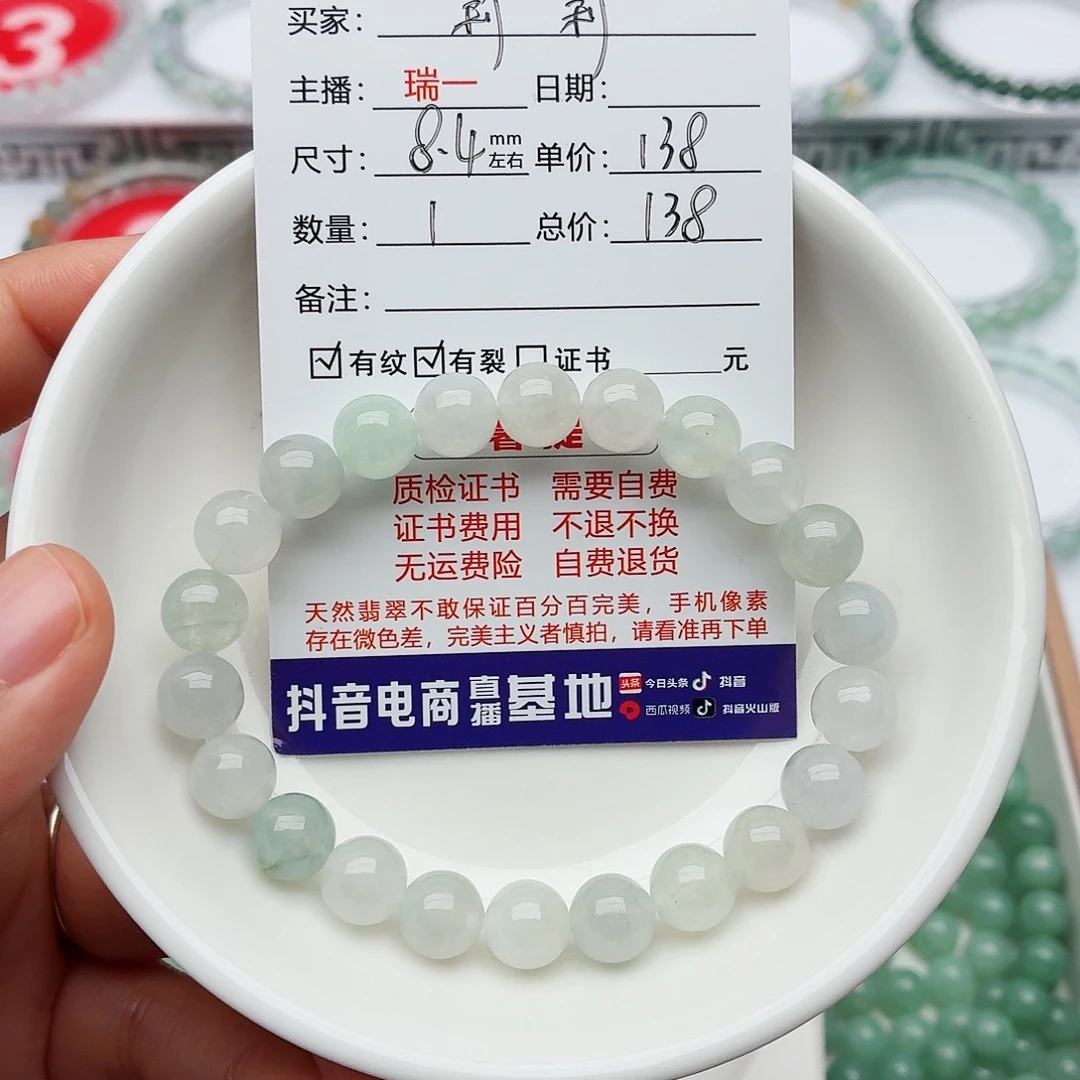 3
买家:
主播: 瑞一 日期:
尺寸: 8.4 mm左右 单价: 138
数量: 1 总价: 138
备注:
☑有纹☑有裂☐证书 元
质检证书 需要自费
证书费用 不退不换
无运费险 自费退货
天然翡翠不敢保证百分百完美，手机像素
存在微色差，完美主义者慎拍，请看准再下单
抖音电商直播基地 头条 今日头条 抖音
西瓜视频 抖音火山版